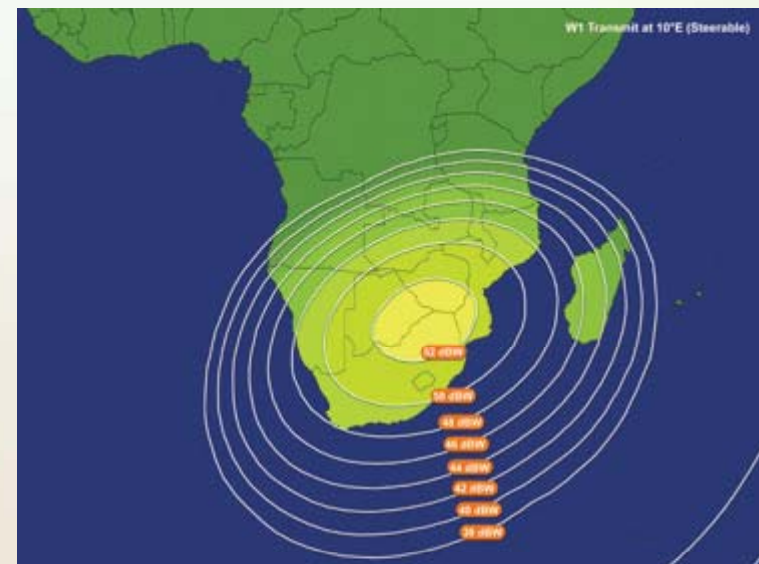 W1 Transmit at 10°E (Steerable)
52 dBW
50 dBW
48 dBW
46 dBW
44 dBW
42 dBW
40 dBW
38 dBW